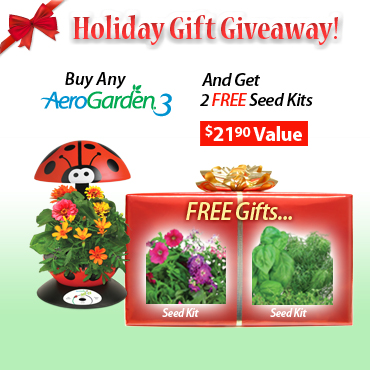 Holiday Gift Giveaway!
Buy Any
AeroGarden 3
And Get
2 FREE Seed Kits
$21.90 Value
FREE Gifts...
Seed Kit
Seed Kit